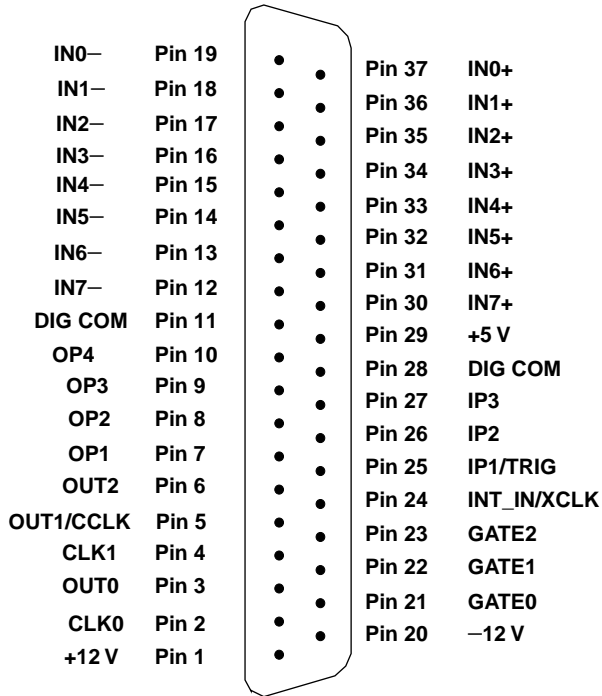 IN0− Pin 19
Pin 37 IN0+
IN1− Pin 18
Pin 36 IN1+
IN2− Pin 17
Pin 35 IN2+
IN3− Pin 16
Pin 34 IN3+
IN4− Pin 15
Pin 33 IN4+
IN5− Pin 14
Pin 32 IN5+
IN6− Pin 13
Pin 31 IN6+
IN7− Pin 12
Pin 30 IN7+
DIG COM Pin 11
Pin 29 +5 V
OP4 Pin 10
Pin 28 DIG COM
OP3 Pin 9
Pin 27 IP3
OP2 Pin 8
Pin 26 IP2
OP1 Pin 7
Pin 25 IP1/TRIG
OUT2 Pin 6
Pin 24 INT_IN/XCLK
OUT1/CCLK Pin 5
Pin 23 GATE2
CLK1 Pin 4
Pin 22 GATE1
OUT0 Pin 3
Pin 21 GATE0
CLK0 Pin 2
Pin 20 −12 V
+12 V Pin 1